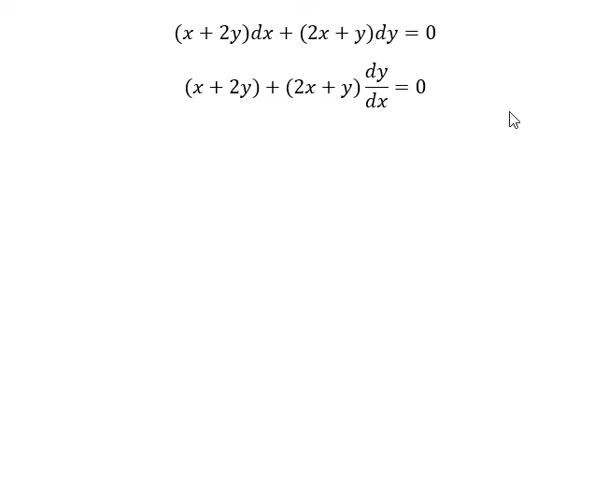 (x + 2y)dx + (2x + y)dy = 0
(x + 2y) + (2x + y) dy/dx = 0